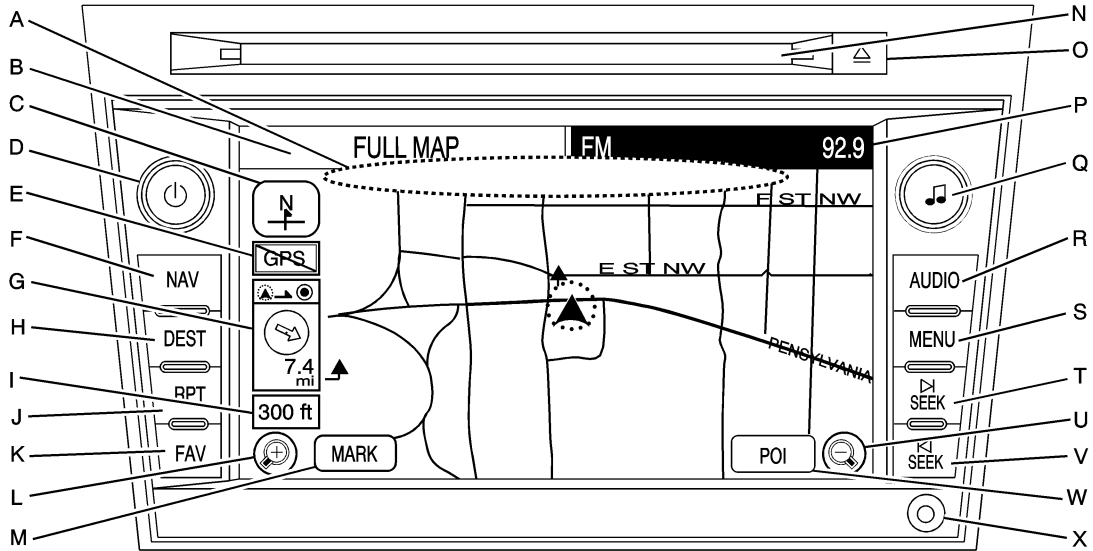 A
B
C
D
E
F
G
H
I
J
K
L
M
N
O
P
Q
R
S
T
U
V
W
X
FULL MAP
FM 92.9
N
GPS
7.4
mi
300 ft
MARK
POI
F ST NW
E ST NW
PENSYLVANIA
NAV
DEST
RPT
FAV
AUDIO
MENU
SEEK
SEEK